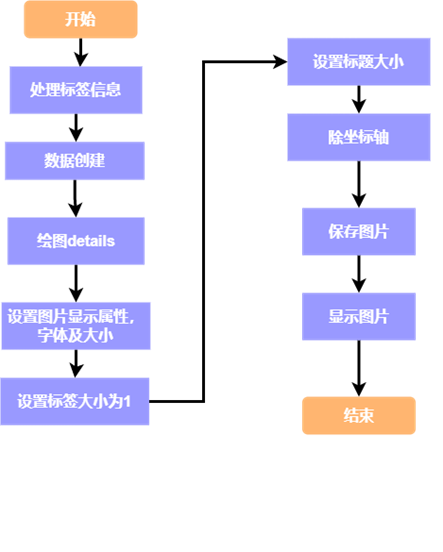 开始
处理标签信息
数据创建
绘图details
设置图片显示属性，
字体及大小
设置标签大小为1
设置标题大小
除坐标轴
保存图片
显示图片
结束